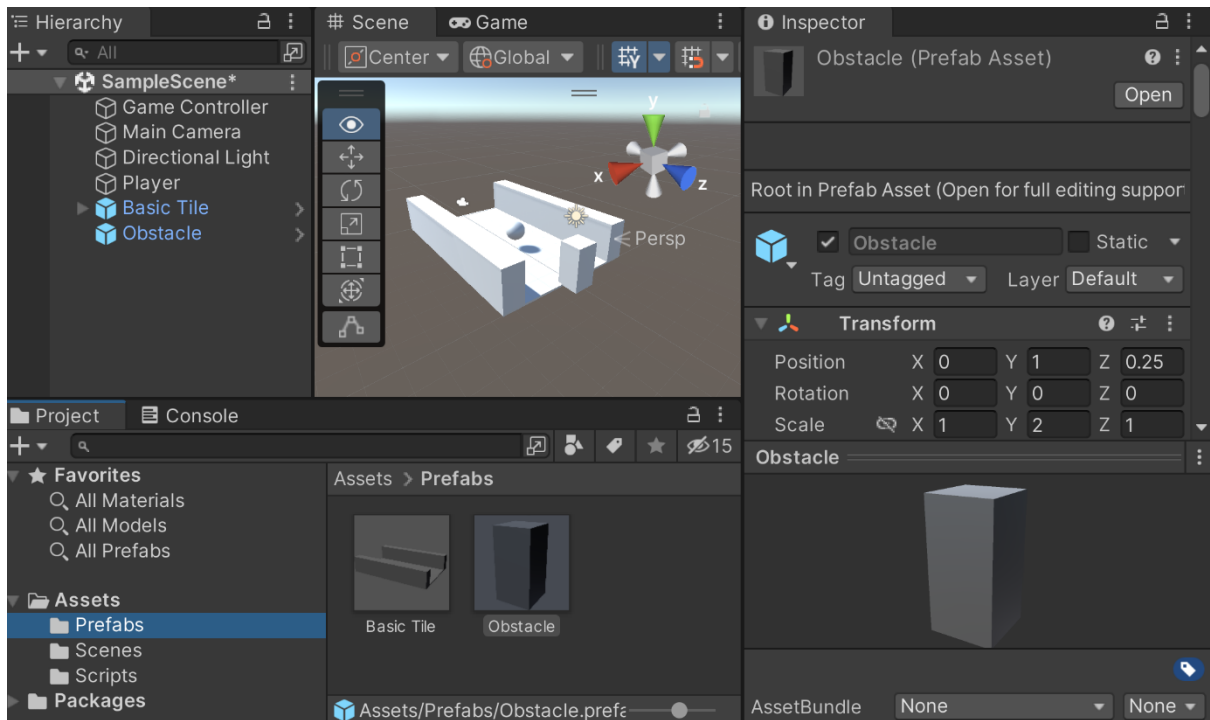 Hierarchy
All
SampleScene*
Game Controller
Main Camera
Directional Light
Player
Basic Tile
Obstacle
Scene
Game
Center
Global
y
x
z
Persp
Inspector
Obstacle (Prefab Asset)
Open
Root in Prefab Asset (Open for full editing support
Obstacle
Static
Tag Untagged
Layer Default
Transform
Position X 0 Y 1 Z 0.25
Rotation X 0 Y 0 Z 0
Scale X 1 Y 2 Z 1
Obstacle
AssetBundle None None
Project
Console
15
Favorites
All Materials
All Models
All Prefabs
Assets
Prefabs
Scenes
Scripts
Packages
Assets > Prefabs
Basic Tile
Obstacle
Assets/Prefabs/Obstacle.prefa